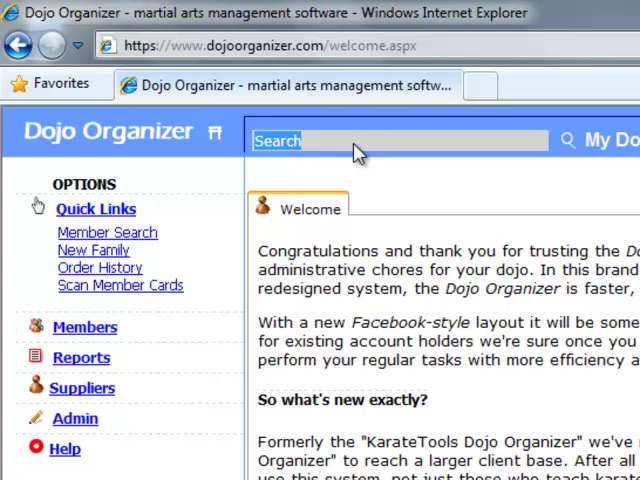 Dojo Organizer - martial arts management software - Windows Internet Explorer
https://www.dojoorganizer.com/welcome.aspx
Favorites
Dojo Organizer - martial arts management softw...
Dojo Organizer
Search
My Do
OPTIONS
Quick Links
Member Search
New Family
Order History
Scan Member Cards
Members
Reports
Suppliers
Admin
Help
Welcome
Congratulations and thank you for trusting the
administrative chores for your dojo. In this brand
redesigned system, the Dojo Organizer is faster,
With a new Facebook-style layout it will be some
for existing account holders we're sure once you
perform your regular tasks with more efficiency a
So what's new exactly?
Formerly the "KarateTools Dojo Organizer" we've
Organizer" to reach a larger client base. After all
use this system, not just those who teach karat